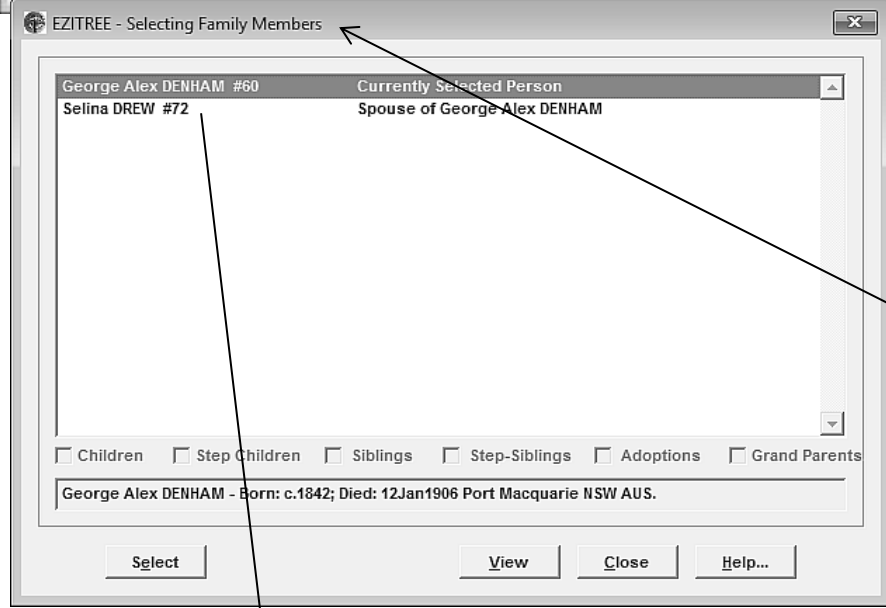 EZITREE - Selecting Family Members
George Alex DENHAM #60 Currently Selected Person
Selina DREW #72 Spouse of George Alex DENHAM
Children Step Children Siblings Step-Siblings Adoptions Grand Parents
George Alex DENHAM - Born: c.1842; Died: 12Jan1906 Port Macquarie NSW AUS.
Select View Close Help...